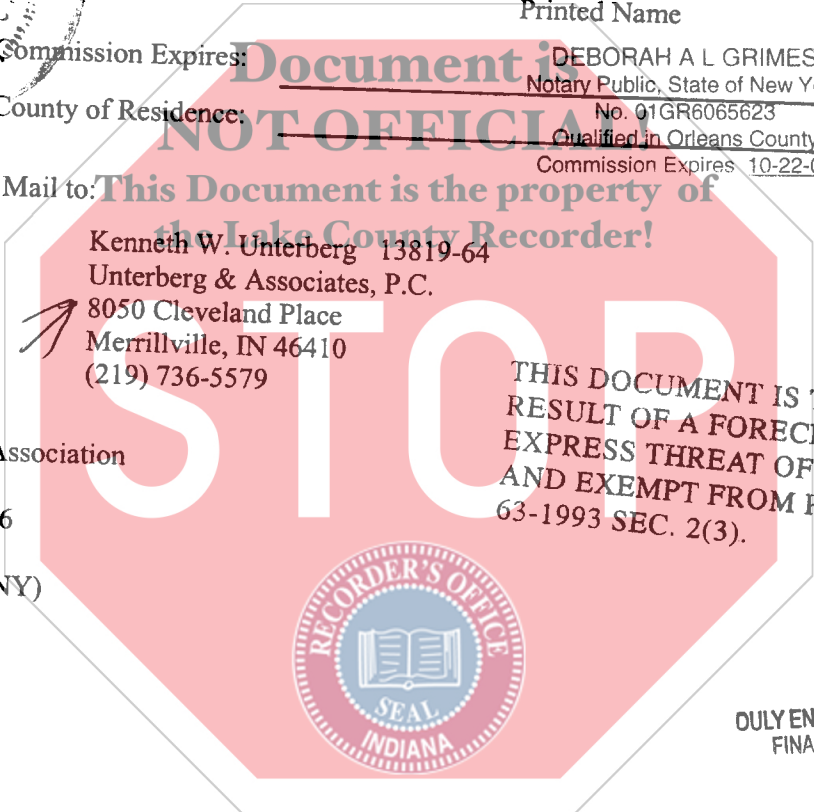 Printed Name
Commission Expires:
DEBORAH A L GRIMES
Notary Public, State of New
County of Residence:
No. 01GR6065623
Qualified in Orleans County
Commission Expires 10-22-0
Document is
NOT OFFICIAL!
Mail to:
This Document is the property of
the Lake County Recorder!
Kenneth W. Unterberg 13819-64
Unterberg & Associates, P.C.
8050 Cleveland Place
Merrillville, IN 46410
(219) 736-5579
STOP
THIS DOCUMENT IS
RESULT OF A
EXPRESS THREAT OF
AND EXEMPT FROM
63-1993 SEC. 2(3).
Association
6
NY)
RECORDER'S OFFICE
SEAL
INDIANA
DULY